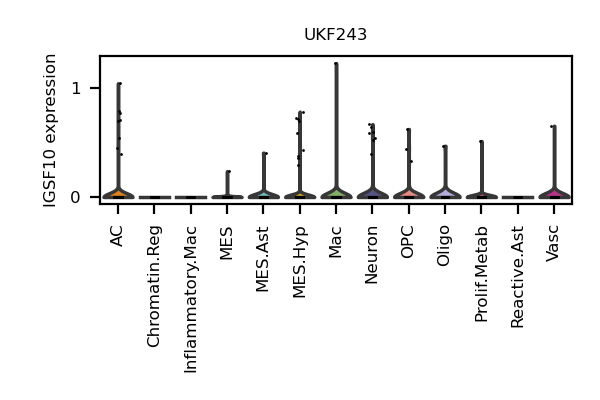 UKF243
IGSF10 expression
1
0
AC
Chromatin.Reg
Inflammatory.Mac
MES
MES.Ast
MES.Hyp
Mac
Neuron
OPC
Oligo
Prolif.Metab
Reactive.Ast
Vasc